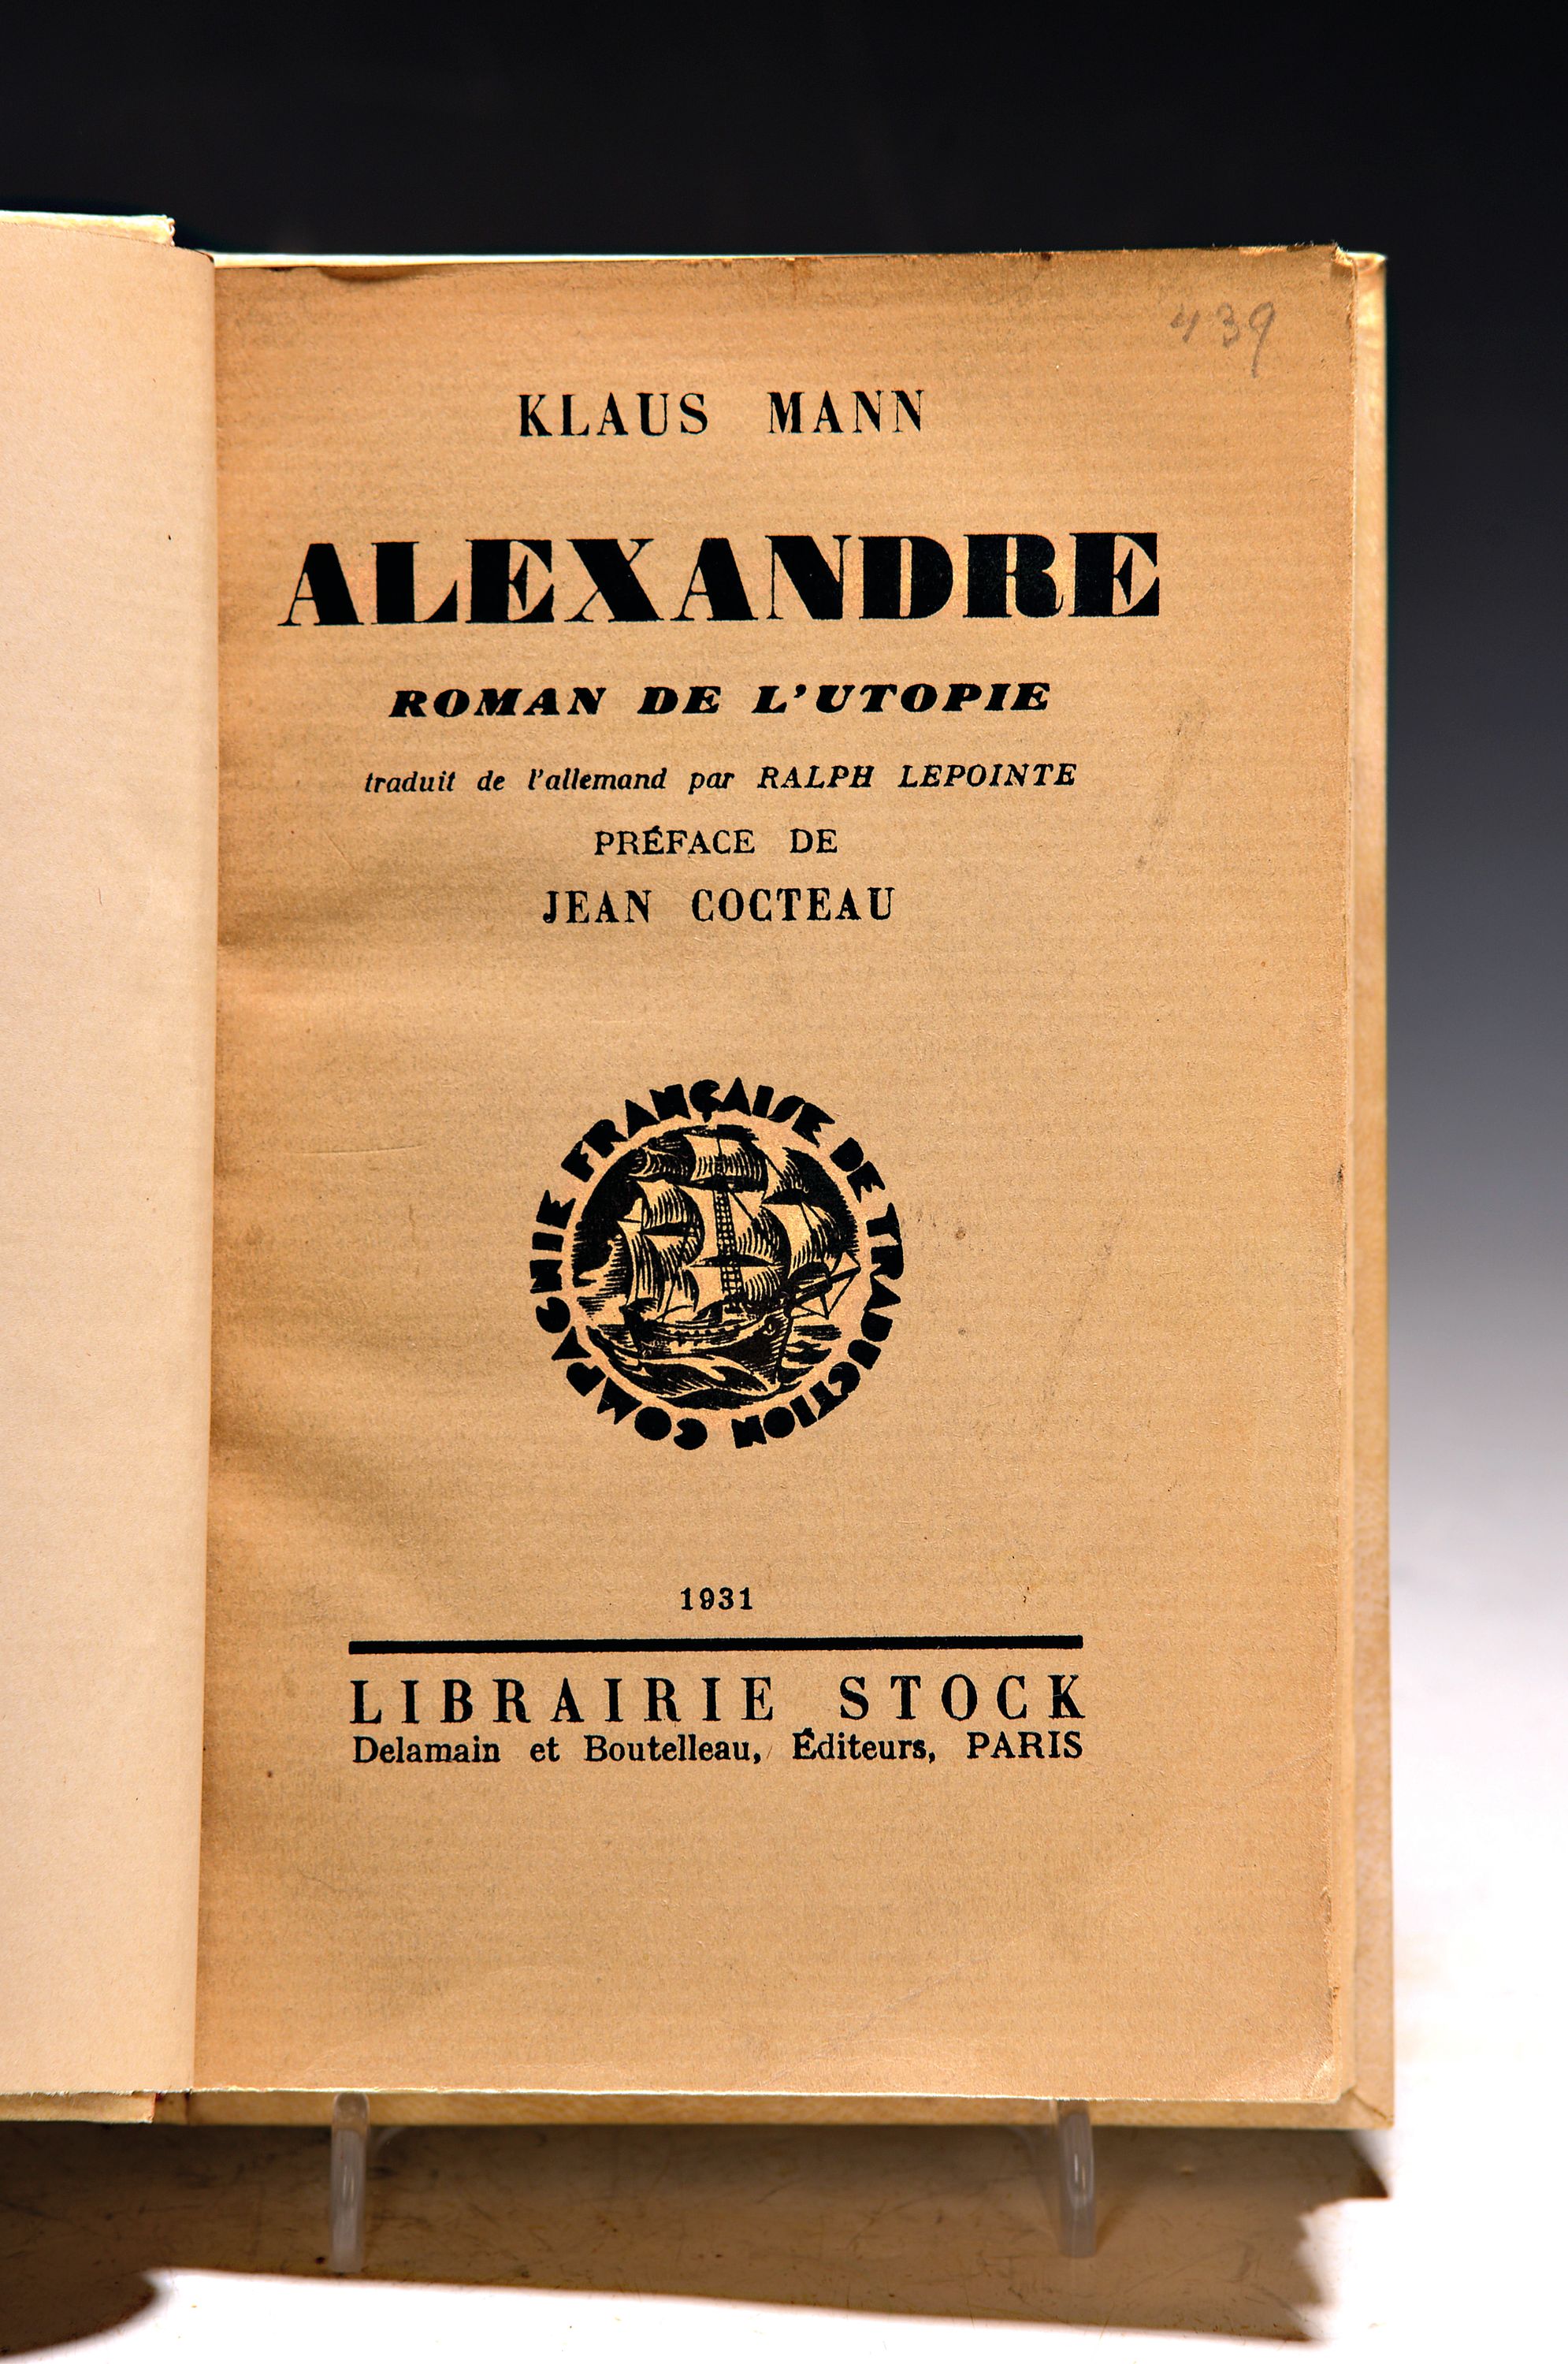 439
KLAUS MANN
ALEXANDRE
ROMAN DE L'UTOPIE
traduit de l'allemand par RALPH LEPOINTE
PRÉFACE DE
JEAN COCTEAU
COMPAGNIE FRANÇAISE DE TRADUCTION
1931
LIBRAIRIE STOCK
Delamain et Boutelleau, Éditeurs, PARIS